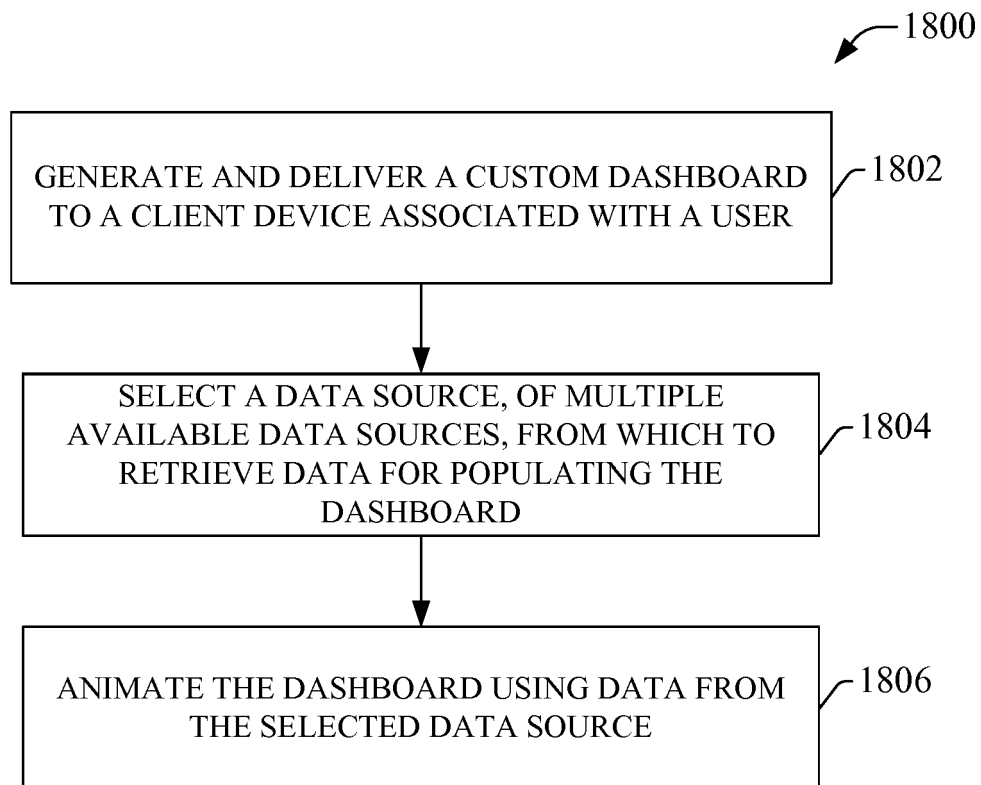 1800
GENERATE AND DELIVER A CUSTOM DASHBOARD
TO A CLIENT DEVICE ASSOCIATED WITH A USER
1802
SELECT A DATA SOURCE, OF MULTIPLE
AVAILABLE DATA SOURCES, FROM WHICH TO
RETRIEVE DATA FOR POPULATING THE
DASHBOARD
1804
ANIMATE THE DASHBOARD USING DATA FROM
THE SELECTED DATA SOURCE
1806